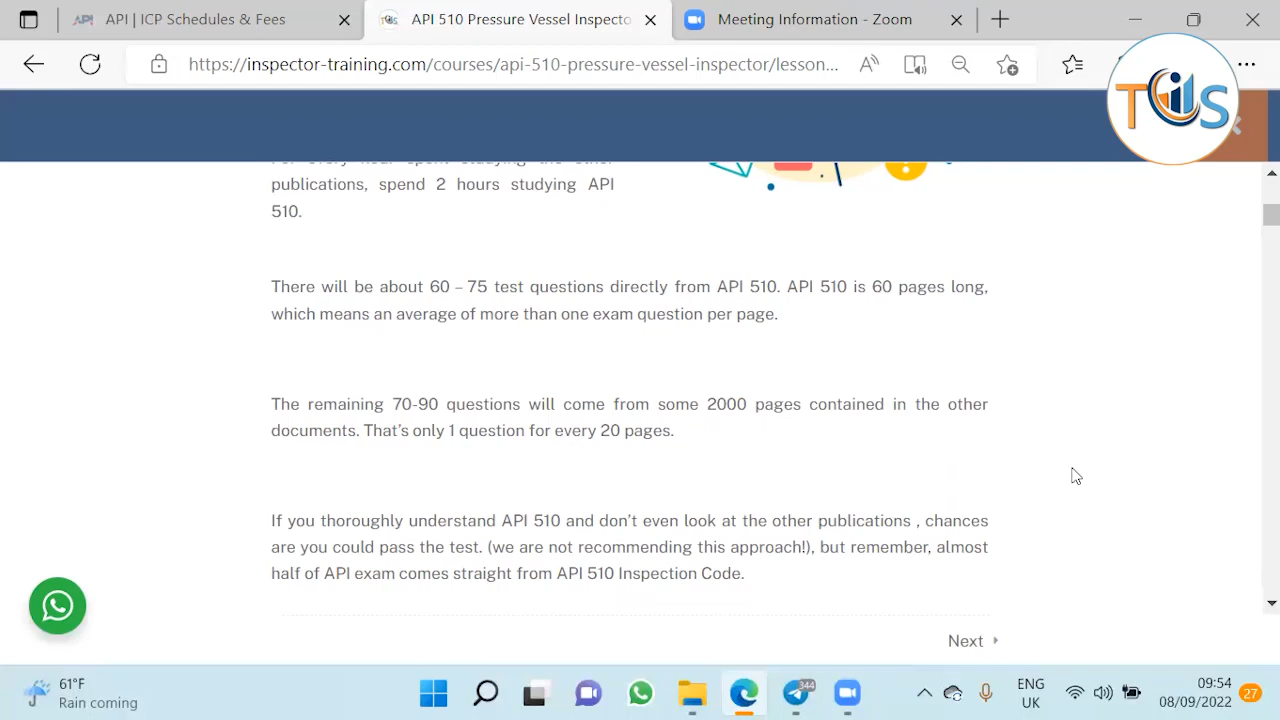 API | ICP Schedules & Fees
API 510 Pressure Vessel Inspecto
Meeting Information - Zoom
https://inspector-training.com/courses/api-510-pressure-vessel-inspector/lesson...
TIS
For every hour spent studying the other
publications, spend 2 hours studying API
510.
There will be about 60 – 75 test questions directly from API 510. API 510 is 60 pages long,
which means an average of more than one exam question per page.
The remaining 70-90 questions will come from some 2000 pages contained in the other
documents. That's only 1 question for every 20 pages.
If you thoroughly understand API 510 and don't even look at the other publications , chances
are you could pass the test. (we are not recommending this approach!), but remember, almost
half of API exam comes straight from API 510 Inspection Code.
Next
61°F
Rain coming
344
ENG
UK
09:54
08/09/2022
27